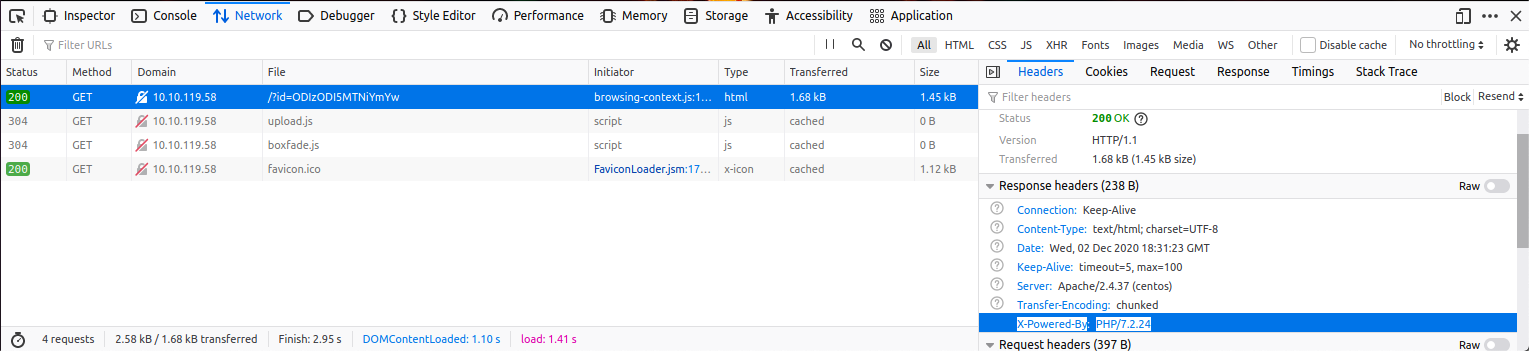 Inspector Console Network Debugger Style Editor Performance Memory Storage Accessibility Application
Filter URLs All HTML CSS JS XHR Fonts Images Media WS Other Disable cache No throttling
Status Method Domain File Initiator Type Transferred Size
200 GET 10.10.119.58 /?id=ODIzODI5MTNiYmYw browsing-context.js:1... html 1.68 kB 1.45 kB
304 GET 10.10.119.58 upload.js script js cached 0 B
304 GET 10.10.119.58 boxfade.js script js cached 0 B
200 GET 10.10.119.58 favicon.ico FaviconLoader.jsm:17... x-icon cached 1.12 kB
4 requests 2.58 kB / 1.68 kB transferred Finish: 2.95 s DOMContentLoaded: 1.10 s load: 1.41 s
Headers Cookies Request Response Timings Stack Trace
Filter headers Block Resend
Status 200 OK
Version HTTP/1.1
Transferred 1.68 kB (1.45 kB size)
Response headers (238 B) Raw
Connection: Keep-Alive
Content-Type: text/html; charset=UTF-8
Date: Wed, 02 Dec 2020 18:31:23 GMT
Keep-Alive: timeout=5, max=100
Server: Apache/2.4.37 (centos)
Transfer-Encoding: chunked
X-Powered-By: PHP/7.2.24
Request headers (397 B) Raw